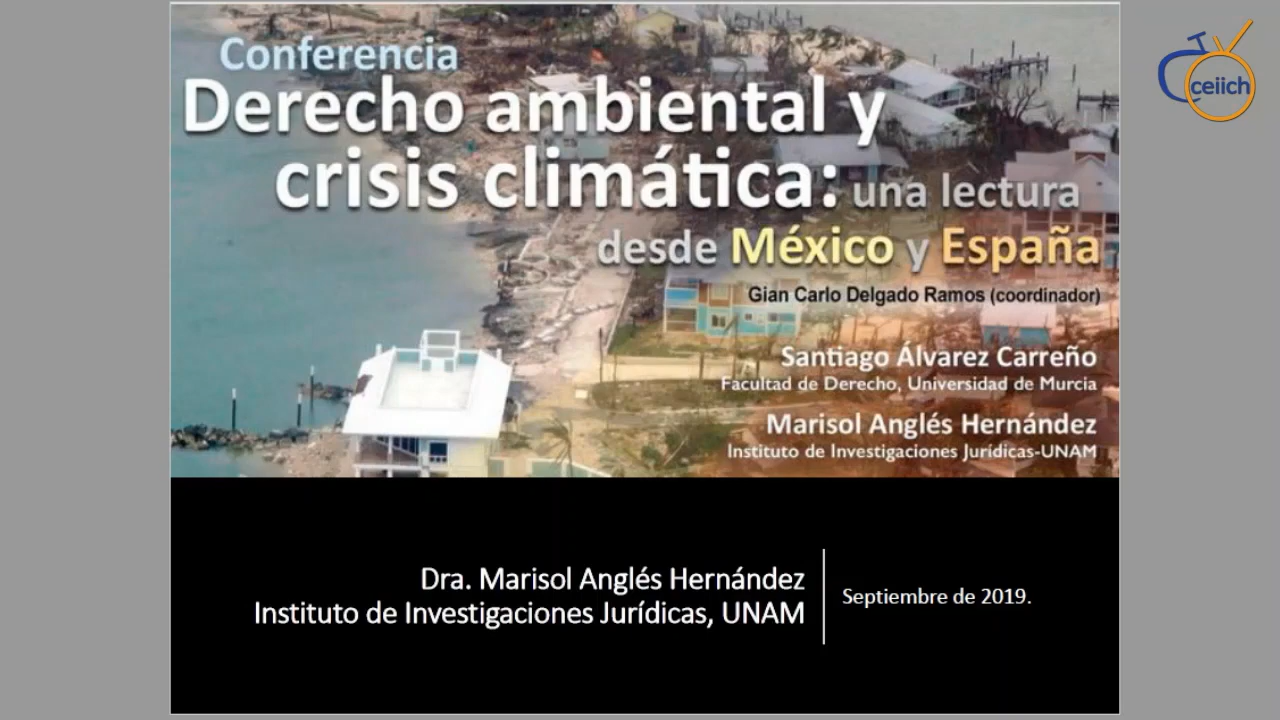 Conferencia
Derecho ambiental y
crisis climática: una lectura
desde México y España
Gian Carlo Delgado Ramos (coordinador)
Santiago Álvarez Carreño
Facultad de Derecho, Universidad de Murcia
Marisol Anglés Hernández
Instituto de Investigaciones Jurídicas-UNAM
Dra. Marisol Anglés Hernández
Instituto de Investigaciones Jurídicas, UNAM
Septiembre de 2019.
TV
ceiich